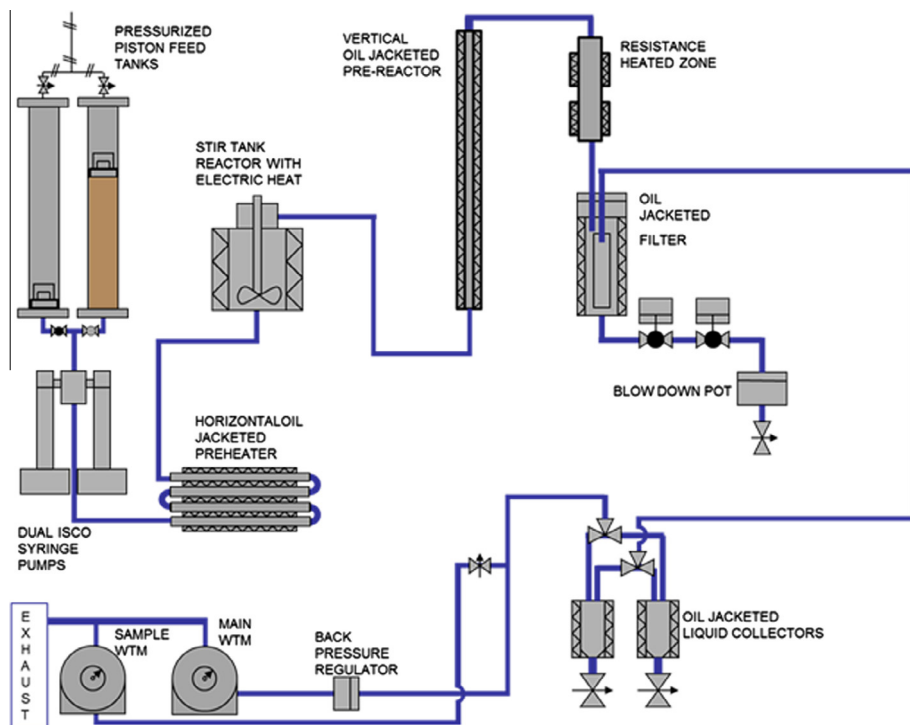 PRESSURIZED
PISTON FEED
TANKS
VERTICAL
OIL JACKETED
PRE-REACTOR
RESISTANCE
HEATED ZONE
STIR TANK
REACTOR WITH
ELECTRIC HEAT
OIL
JACKETED
FILTER
BLOW DOWN POT
HORIZONTALOIL
JACKETED
PREHEATER
DUAL ISCO
SYRINGE
PUMPS
EXHAUST
SAMPLE
WTM
MAIN
WTM
BACK
PRESSURE
REGULATOR
OIL JACKETED
LIQUID COLLECTORS